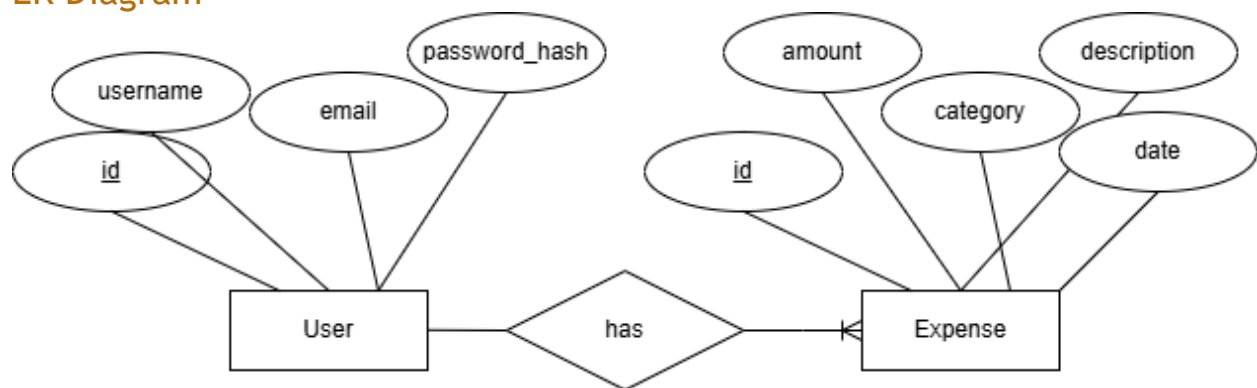 ER Diagram
password_hash
amount
description
username
email
category
id
id
date
User
has
Expense